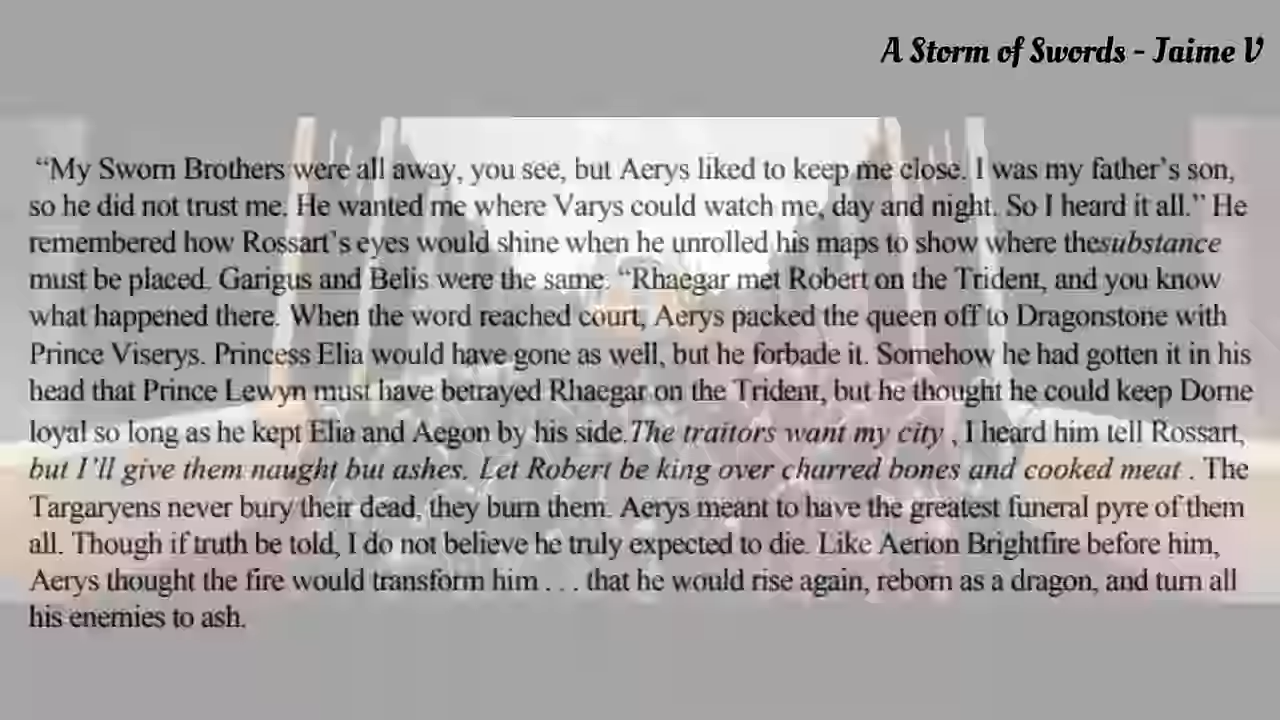 A Storm of Swords - Jaime V
“My Sworn Brothers were all away, you see, but Aerys liked to keep me close. I was my father’s son,
so he did not trust me. He wanted me where Varys could watch me, day and night. So I heard it all.” He
remembered how Rossart’s eyes would shine when he unrolled his maps to show where thesubstance
must be placed. Garigus and Belis were the same. “Rhaegar met Robert on the Trident, and you know
what happened there. When the word reached court, Aerys packed the queen off to Dragonstone with
Prince Viserys. Princess Elia would have gone as well, but he forbade it. Somehow he had gotten it in his
head that Prince Lewyn must have betrayed Rhaegar on the Trident, but he thought he could keep Dorne
loyal so long as he kept Elia and Aegon by his side.The traitors want my city , I heard him tell Rossart,
but I’ll give them naught but ashes. Let Robert be king over charred bones and cooked meat . The
Targaryens never bury their dead, they burn them. Aerys meant to have the greatest funeral pyre of them
all. Though if truth be told, I do not believe he truly expected to die. Like Aerion Brightfire before him,
Aerys thought the fire would transform him . . . that he would rise again, reborn as a dragon, and turn all
his enemies to ash.